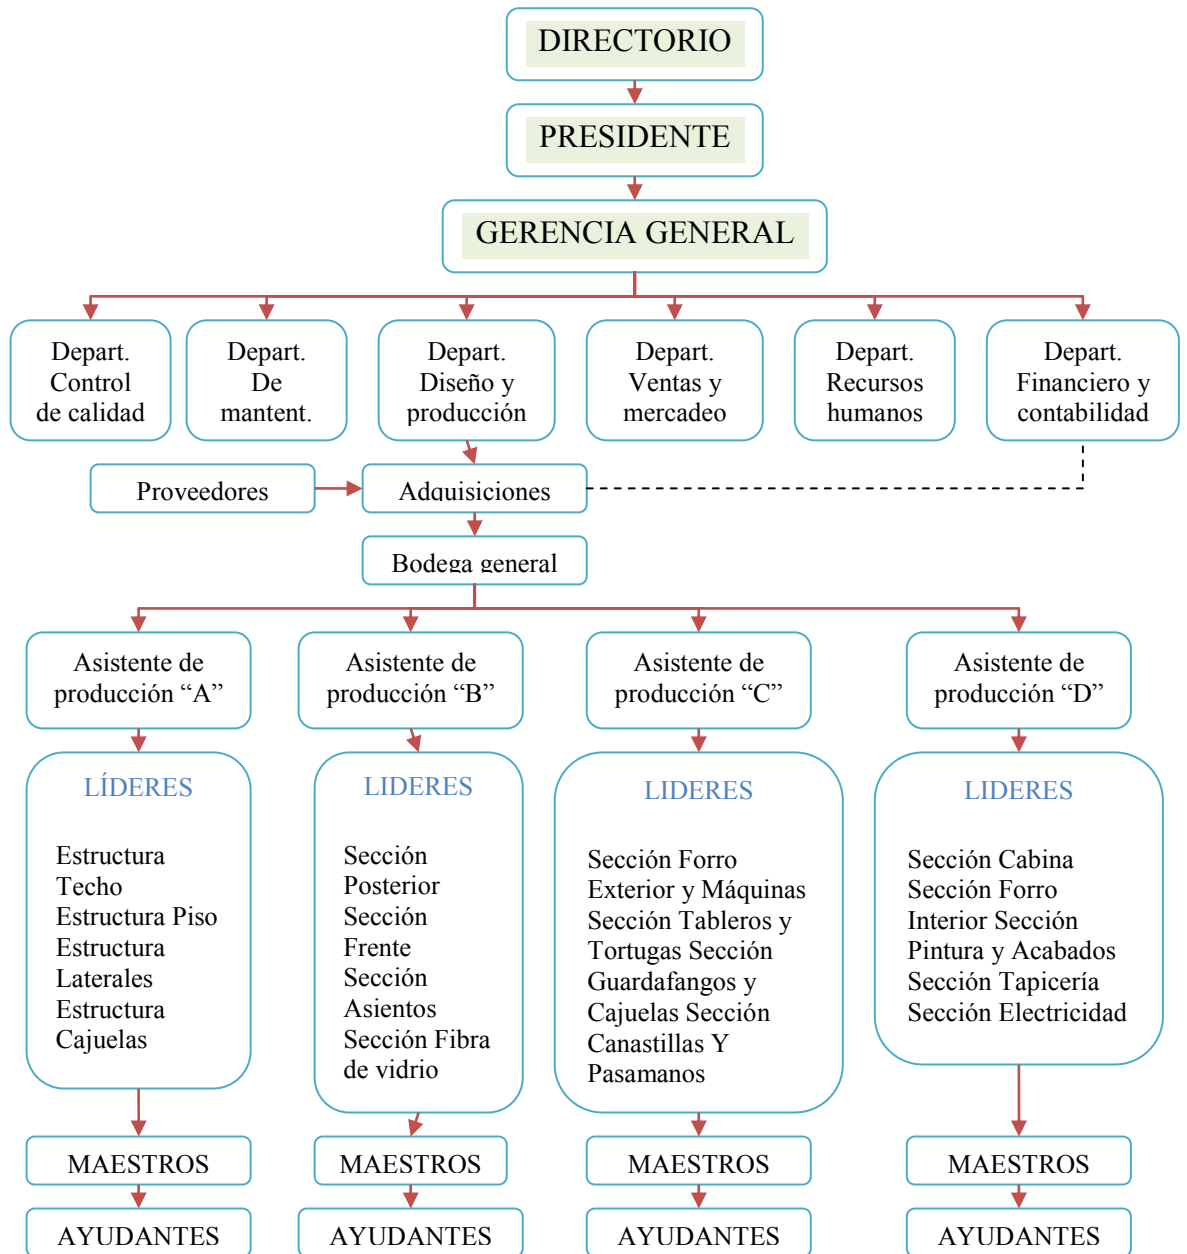 DIRECTORIO
PRESIDENTE
GERENCIA GENERAL
Depart.
Control
de calidad
Depart.
De
mantent.
Depart.
Diseño y
producción
Depart.
Ventas y
mercadeo
Depart.
Recursos
humanos
Depart.
Financiero y
contabilidad
Proveedores
Adquisiciones
Bodega general
Asistente de
producción “A”
Asistente de
producción “B”
Asistente de
producción “C”
Asistente de
producción “D”
LÍDERES
Estructura
Techo
Estructura Piso
Estructura
Laterales
Estructura
Cajuelas
LIDERES
Sección
Posterior
Sección
Frente
Sección
Asientos
Sección Fibra
de vidrio
LIDERES
Sección Forro
Exterior y Máquinas
Sección Tableros y
Tortugas Sección
Guardafangos y
Cajuelas Sección
Canastillas Y
Pasamanos
LIDERES
Sección Cabina
Sección Forro
Interior Sección
Pintura y Acabados
Sección Tapicería
Sección Electricidad
MAESTROS
MAESTROS
MAESTROS
MAESTROS
AYUDANTES
AYUDANTES
AYUDANTES
AYUDANTES